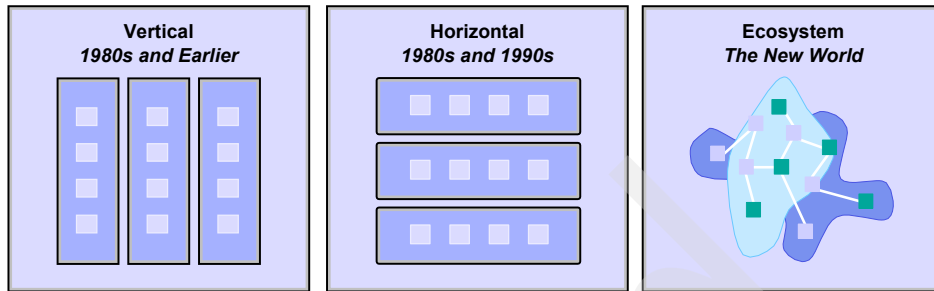 Vertical
1980s and Earlier
Horizontal
1980s and 1990s
Ecosystem
The New World